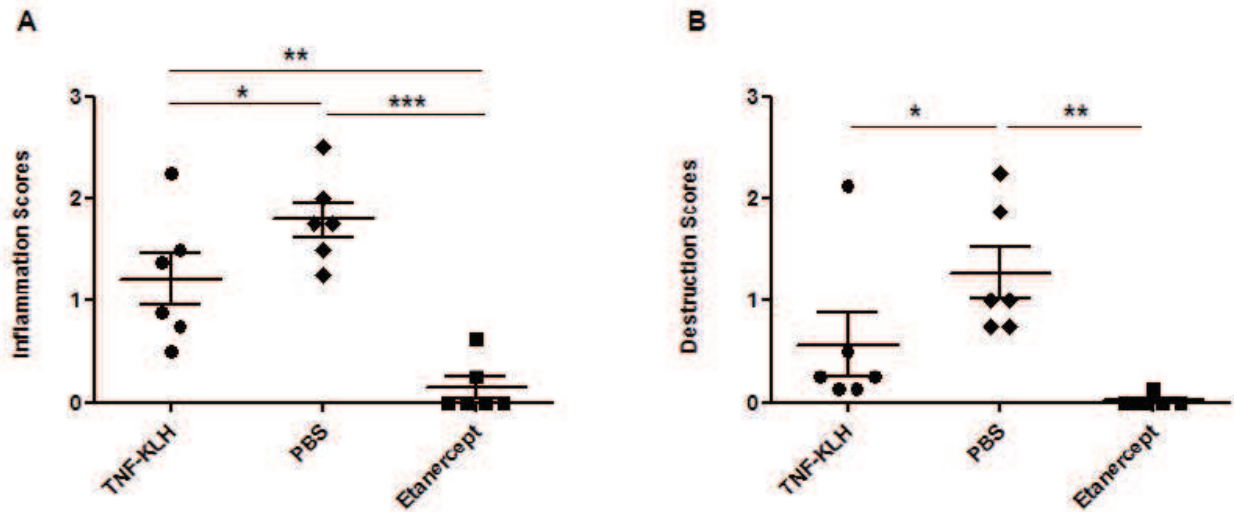 A
B
**
*
***
*
**
3
2
1
0
Inflammation Scores
TNF-KLH
PBS
Etanercept
3
2
1
0
Destruction Scores
TNF-KLH
PBS
Etanercept